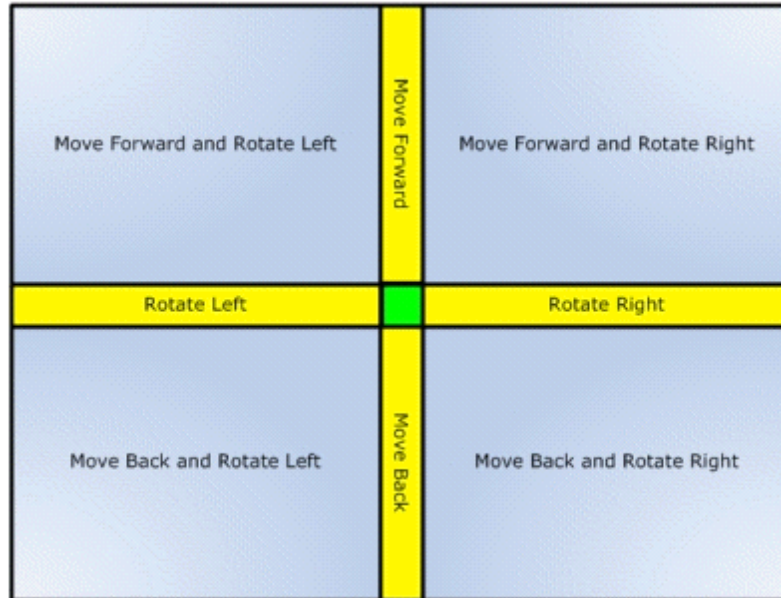 Move Forward and Rotate Left
Move Forward
Move Forward and Rotate Right
Rotate Left
Rotate Right
Move Back and Rotate Left
Move Back
Move Back and Rotate Right